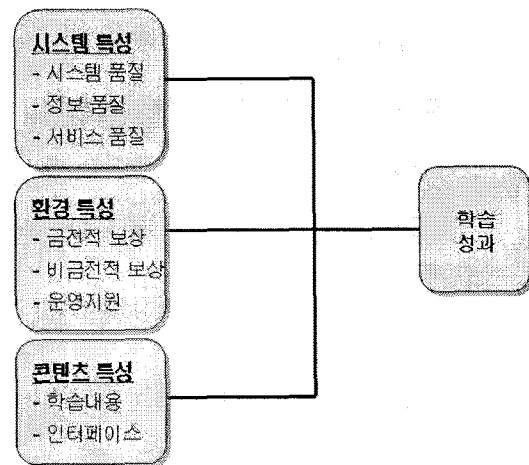 시스템 특성
- 시스템 품질
- 정보 품질
- 서비스 품질
환경 특성
- 금전적 보상
- 비금전적 보상
- 운영지원
콘텐츠 특성
- 학습내용
- 인터페이스
학습
성과